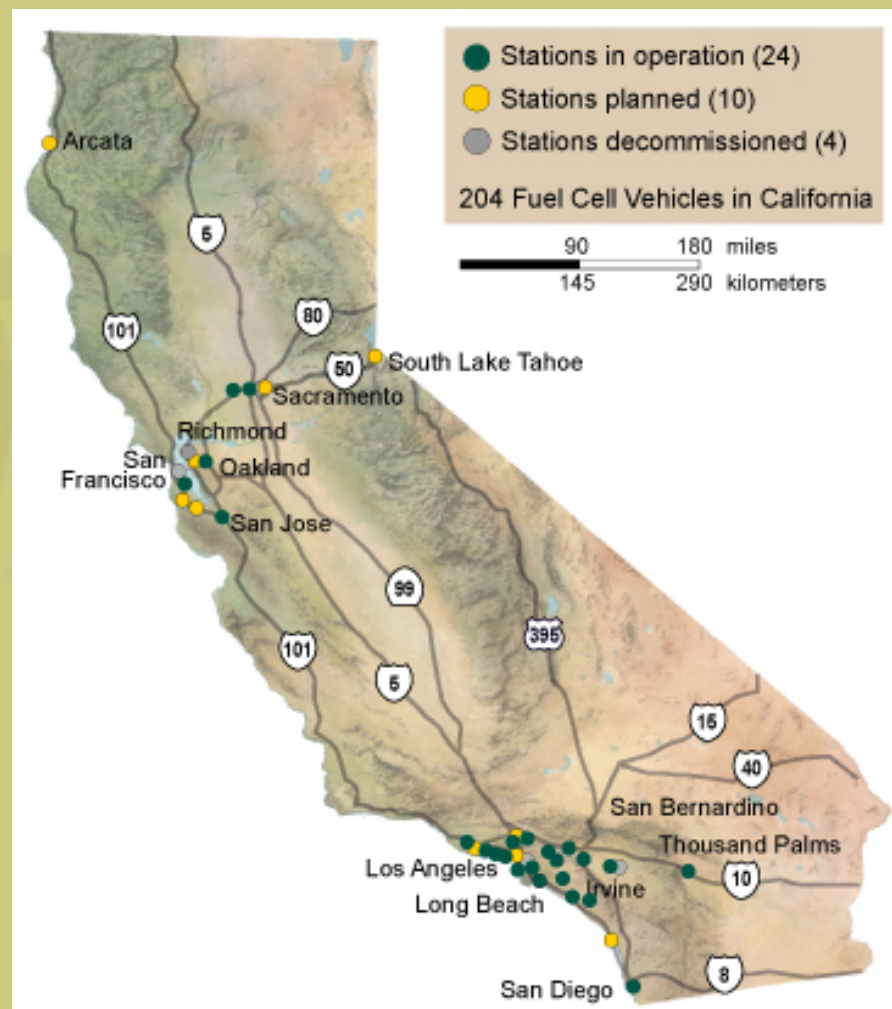 Stations in operation (24)
Stations planned (10)
Stations decommissioned (4)
204 Fuel Cell Vehicles in California
90 180 miles
145 290 kilometers
Arcata
5
80
101
50
South Lake Tahoe
Sacramento
Richmond
San
Francisco
Oakland
San Jose
99
395
101
5
15
40
San Bernardino
Thousand Palms
Los Angeles
Irvine
10
Long Beach
8
San Diego